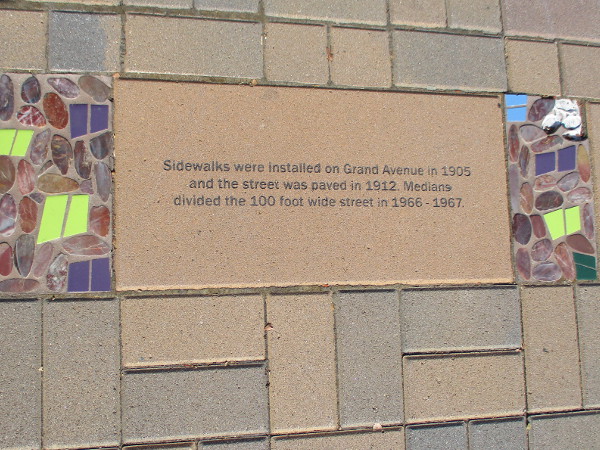 Sidewalks were installed on Grand Avenue in 1905
and the street was paved in 1912. Medians
divided the 100 foot wide street in 1966 - 1967.